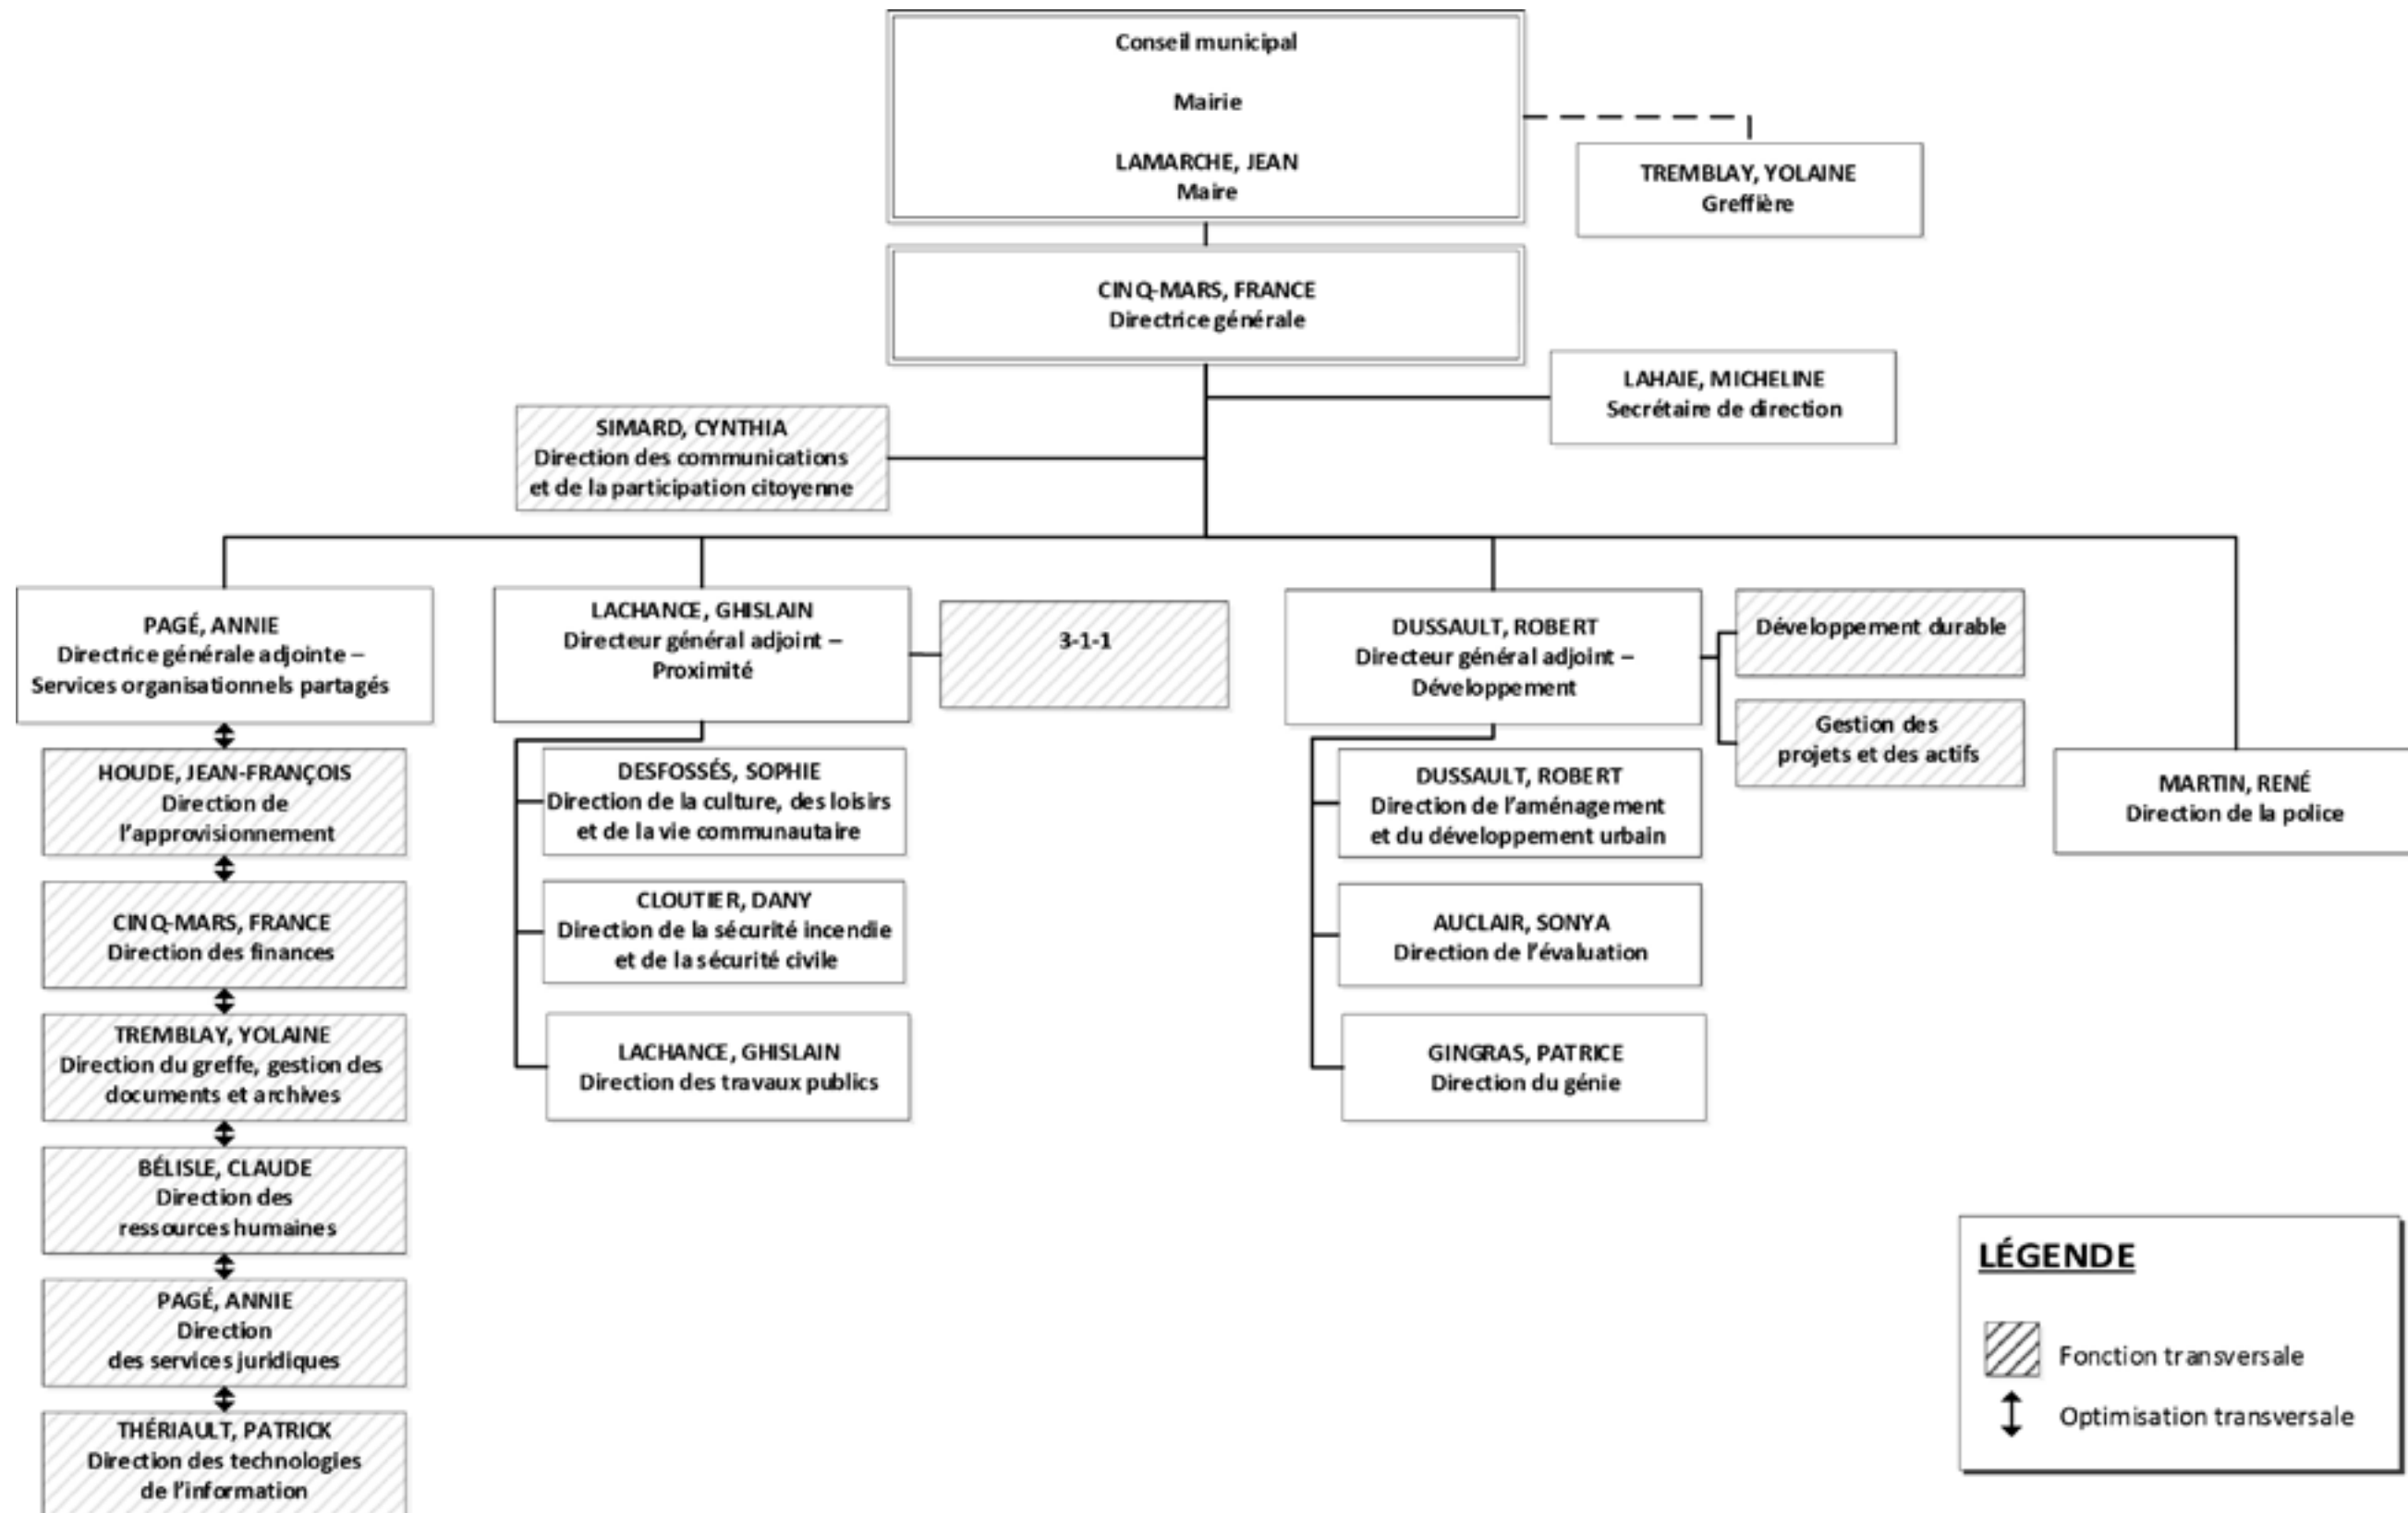 Conseil municipal
Mairie
LAMARCHE, JEAN
Maire
TREMBLAY, YOLAINE
Greffière
CINQ-MARS, FRANCE
Directrice générale
LAHAIE, MICHELINE
Secrétaire de direction
SIMARD, CYNTHIA
Direction des communications
et de la participation citoyenne
PAGÉ, ANNIE
Directrice générale adjointe –
Services organisationnels partagés
HOUDE, JEAN-FRANÇOIS
Direction de
l'approvisionnement
CINQ-MARS, FRANCE
Direction des finances
TREMBLAY, YOLAINE
Direction du greffe, gestion des
documents et archives
BÉLISLE, CLAUDE
Direction des
ressources humaines
PAGÉ, ANNIE
Direction
des services juridiques
THÉRIAULT, PATRICK
Direction des technologies
de l'information
LACHANCE, GHISLAIN
Directeur général adjoint –
Proximité
3-1-1
DESFOSSÉS, SOPHIE
Direction de la culture, des loisirs
et de la vie communautaire
CLOUTIER, DANY
Direction de la sécurité incendie
et de la sécurité civile
LACHANCE, GHISLAIN
Direction des travaux publics
DUSSAULT, ROBERT
Directeur général adjoint –
Développement
Développement durable
Gestion des
projets et des actifs
DUSSAULT, ROBERT
Direction de l'aménagement
et du développement urbain
AUCLAIR, SONYA
Direction de l'évaluation
GINGRAS, PATRICE
Direction du génie
MARTIN, RENÉ
Direction de la police
LÉGENDE
Fonction transversale
Optimisation transversale